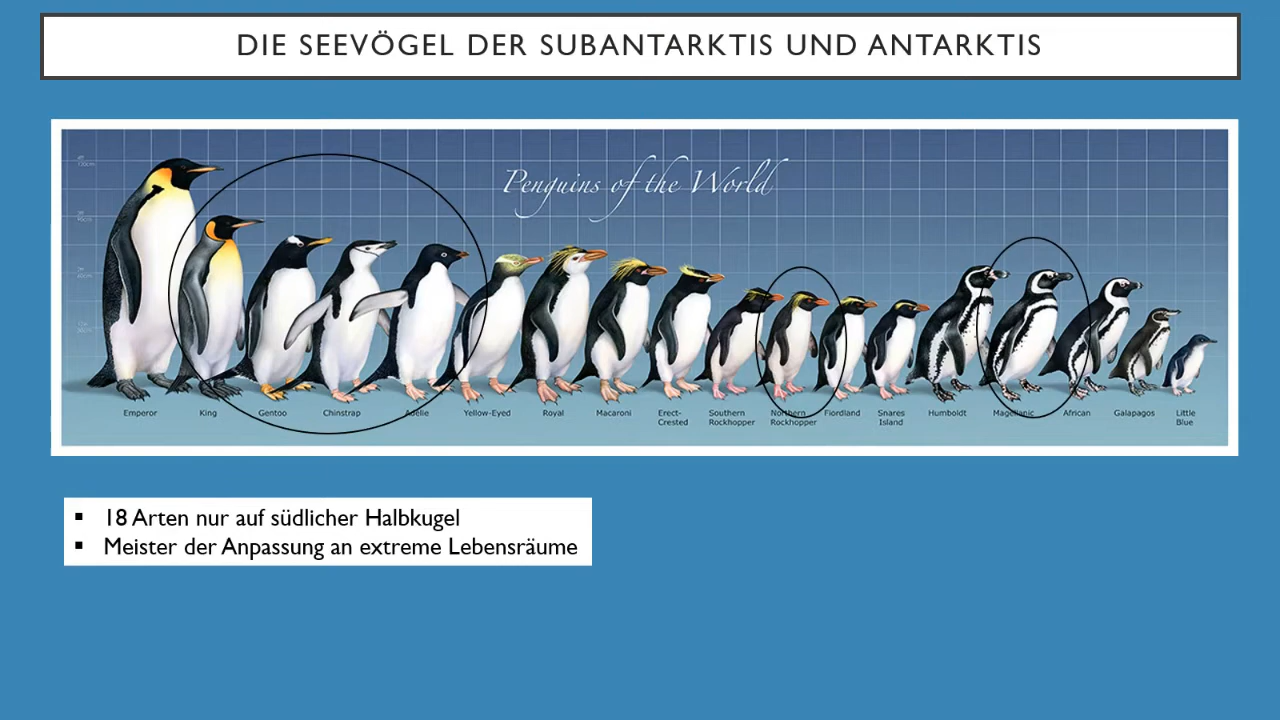 DIE SEEVÖGEL DER SUBANTARKTIS UND ANTARKTIS
Penguins of the World
Emperor
King
Gentoo
Chinstrap
Adélie
Yellow-Eyed
Royal
Macaroni
Erect-
Crested
Southern
Rockhopper
Northern
Rockhopper
Fiordland
Snares
Island
Humboldt
Magellanic
African
Galapagos
Little
Blue
▪ 18 Arten nur auf südlicher Halbkugel
▪ Meister der Anpassung an extreme Lebensräume